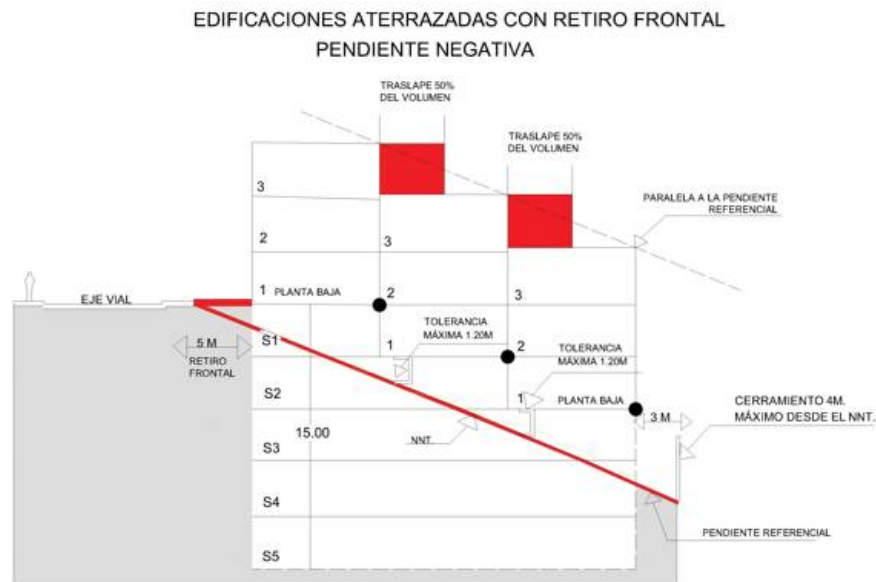 EDIFICACIONES ATERRAZADAS CON RETIRO FRONTAL
PENDIENTE NEGATIVA
TRASLAPE 50%
DEL VOLUMEN
TRASLAPE 50%
DEL VOLUMEN
3
PARALELA A LA PENDIENTE
REFERENCIAL
2
3
EJE VIAL
1 PLANTA BAJA
2
3
5 M
RETIRO
FRONTAL
S1
1
TOLERANCIA
MÁXIMA 1.20M
2
TOLERANCIA
MÁXIMA 1.20M
S2
1
PLANTA BAJA
3 M
CERRAMIENTO 4M.
MÁXIMO DESDE EL NNT.
15.00
NNT.
S3
S4
PENDIENTE REFERENCIAL
S5